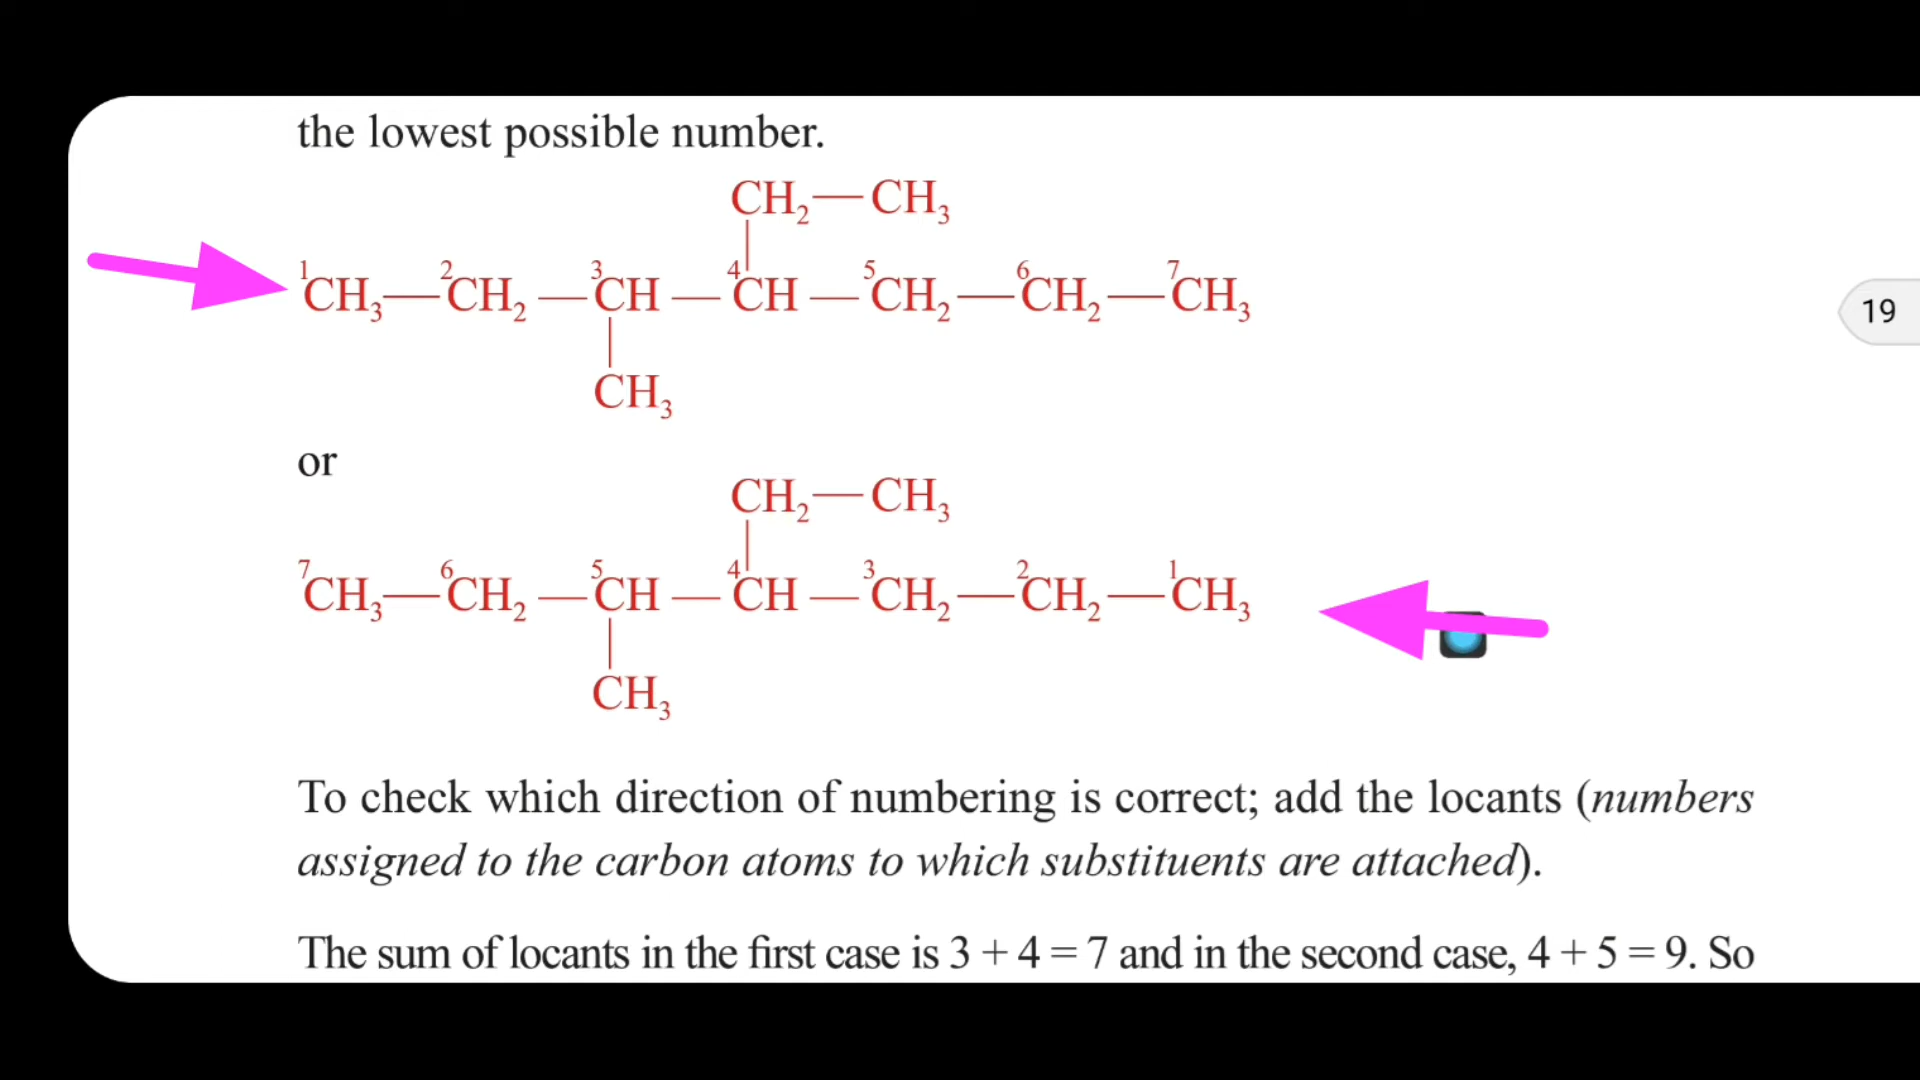 the lowest possible number.
CH₂—CH₃
¹CH₃—²CH₂—³CH—⁴CH—⁵CH₂—⁶CH₂—⁷CH₃
CH₃
or
CH₂—CH₃
⁷CH₃—⁶CH₂—⁵CH—⁴CH—³CH₂—²CH₂—¹CH₃
CH₃
To check which direction of numbering is correct; add the locants (numbers
assigned to the carbon atoms to which substituents are attached).
The sum of locants in the first case is 3 + 4 = 7 and in the second case, 4 + 5 = 9. So
19